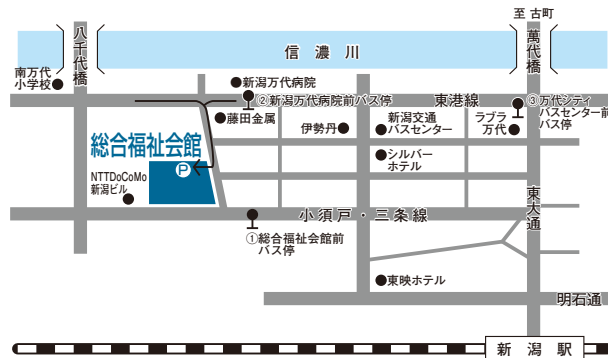 至 古町
八千代橋
信濃川
萬代橋
南万代
小学校
新潟万代病院
②新潟万代病院前バス停
東港線
③万代シテイ
バスセンター前
バス停
藤田金属
伊勢丹
新潟交通
バスセンター
ラブラ
万代
総合福祉会館
P
シルバー
ホテル
NTTDoCoMo
新潟ビル
東大通
小須戸・三条線
①総合福祉会館前
バス停
東映ホテル
明石通
新潟駅